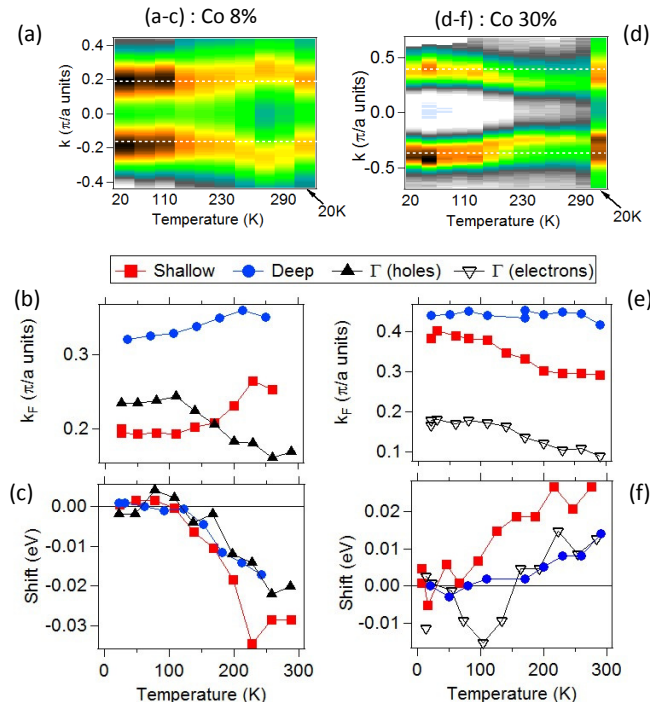 (a-c) : Co 8%
(d-f) : Co 30%
(a)
k (π/a units)
0.4
0.2
0.0
-0.2
-0.4
20
110
230
290
20K
Temperature (K)
(d)
k (π/a units)
0.5
0.0
-0.5
20
110
230
290
20K
Temperature (K)
Shallow
Deep
Γ (holes)
Γ (electrons)
(b)
kF (π/a units)
0.3
0.2
(e)
kF (π/a units)
0.4
0.3
0.2
0.1
(c)
Shift (eV)
0.00
-0.01
-0.02
-0.03
0
100
200
300
Temperature (K)
(f)
Shift (eV)
0.02
0.01
0.00
-0.01
0
100
200
300
Temperature (K)